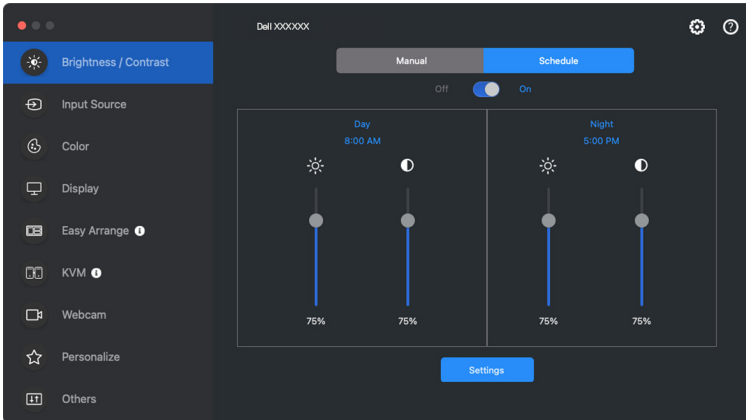 Dell XXXXXX
Brightness / Contrast
Input Source
Color
Display
Easy Arrange
KVM
Webcam
Personalize
Others
Manual
Schedule
Off
On
Day
8:00 AM
75%
75%
Night
5:00 PM
75%
75%
Settings